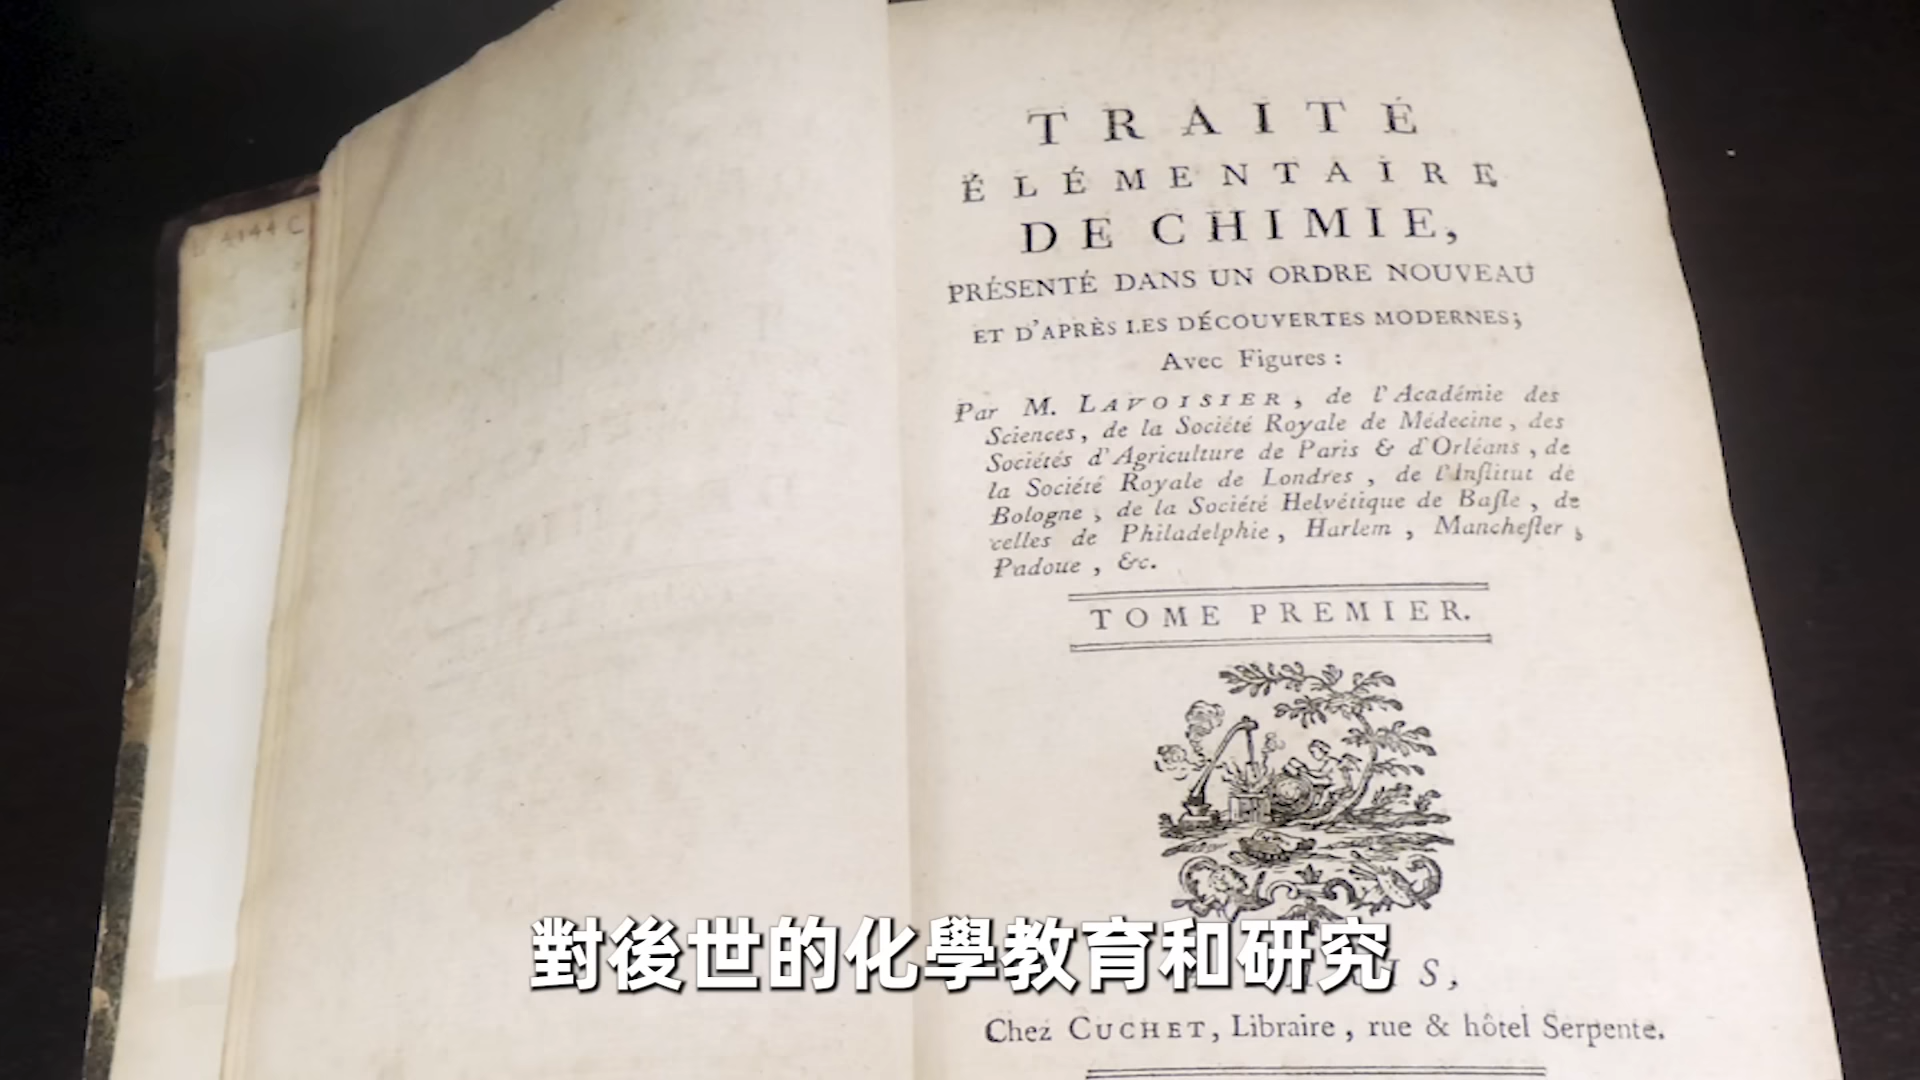 4144 C
TRAITÉ
ÉLÉMENTAIRE
DE CHIMIE,
PRÉSENTÉ DANS UN ORDRE NOUVEAU
ET D'APRÈS LES DÉCOUVERTES MODERNES;
Avec Figures :
Par M. LAVOISIER, de l'Académie des
Sciences, de la Société Royale de Médecine, des
Sociétés d'Agriculture de Paris & d'Orléans, de
la Société Royale de Londres, de l'Inſtitut de
Bologne, de la Société Helvétique de Baſle, de
celles de Philadelphie, Harlem, Mancheſter,
Padoue, &c.
TOME PREMIER.
對後世的化學教育和研究
Chez CUCHET, Libraire, rue & hôtel Serpente.